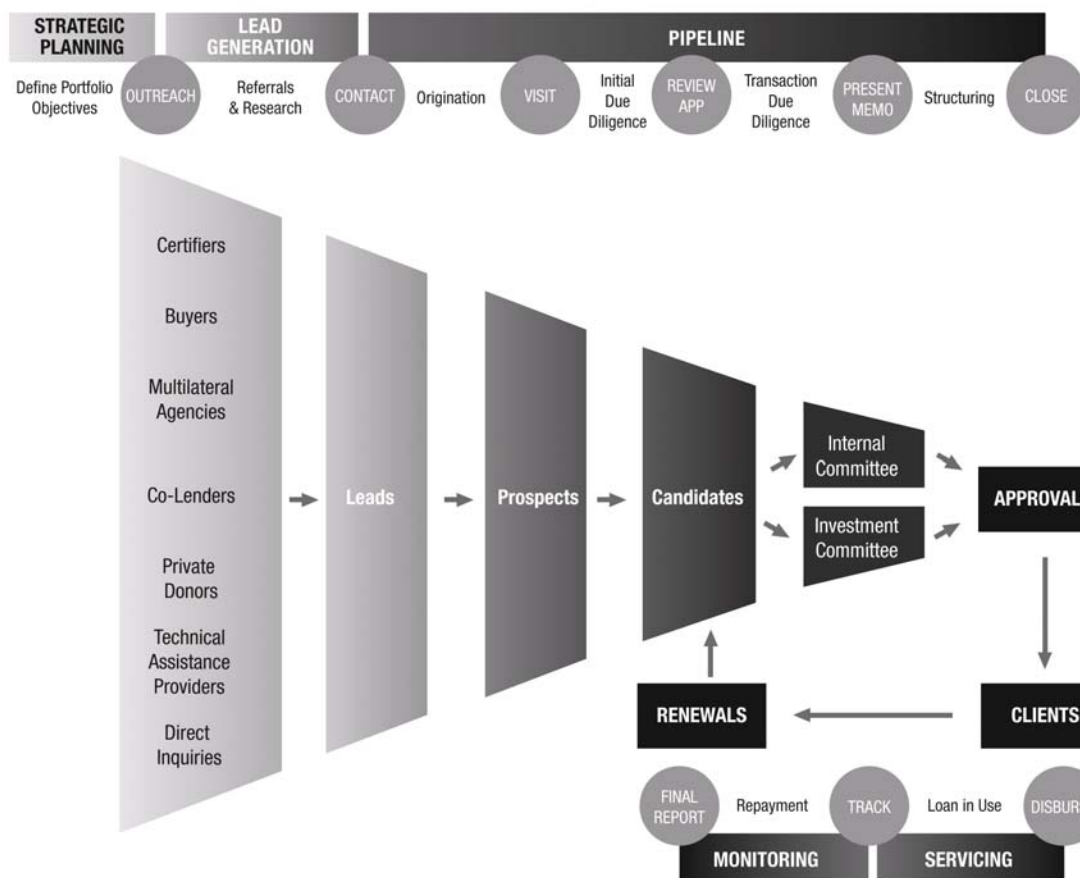 STRATEGIC
PLANNING
LEAD
GENERATION
PIPELINE
Define Portfolio
Objectives
OUTREACH
Referrals
& Research
CONTACT
Origination
VISIT
Initial
Due
Diligence
REVIEW
APP
Transaction
Due
Diligence
PRESENT
MEMO
Structuring
CLOSE
Certifiers
Buyers
Multilateral
Agencies
Co-Lenders
Private
Donors
Technical
Assistance
Providers
Direct
Inquiries
Leads
Prospects
Candidates
Internal
Committee
Investment
Committee
APPROVAL
CLIENTS
RENEWALS
FINAL
REPORT
Repayment
TRACK
Loan in Use
DISBURS
MONITORING
SERVICING